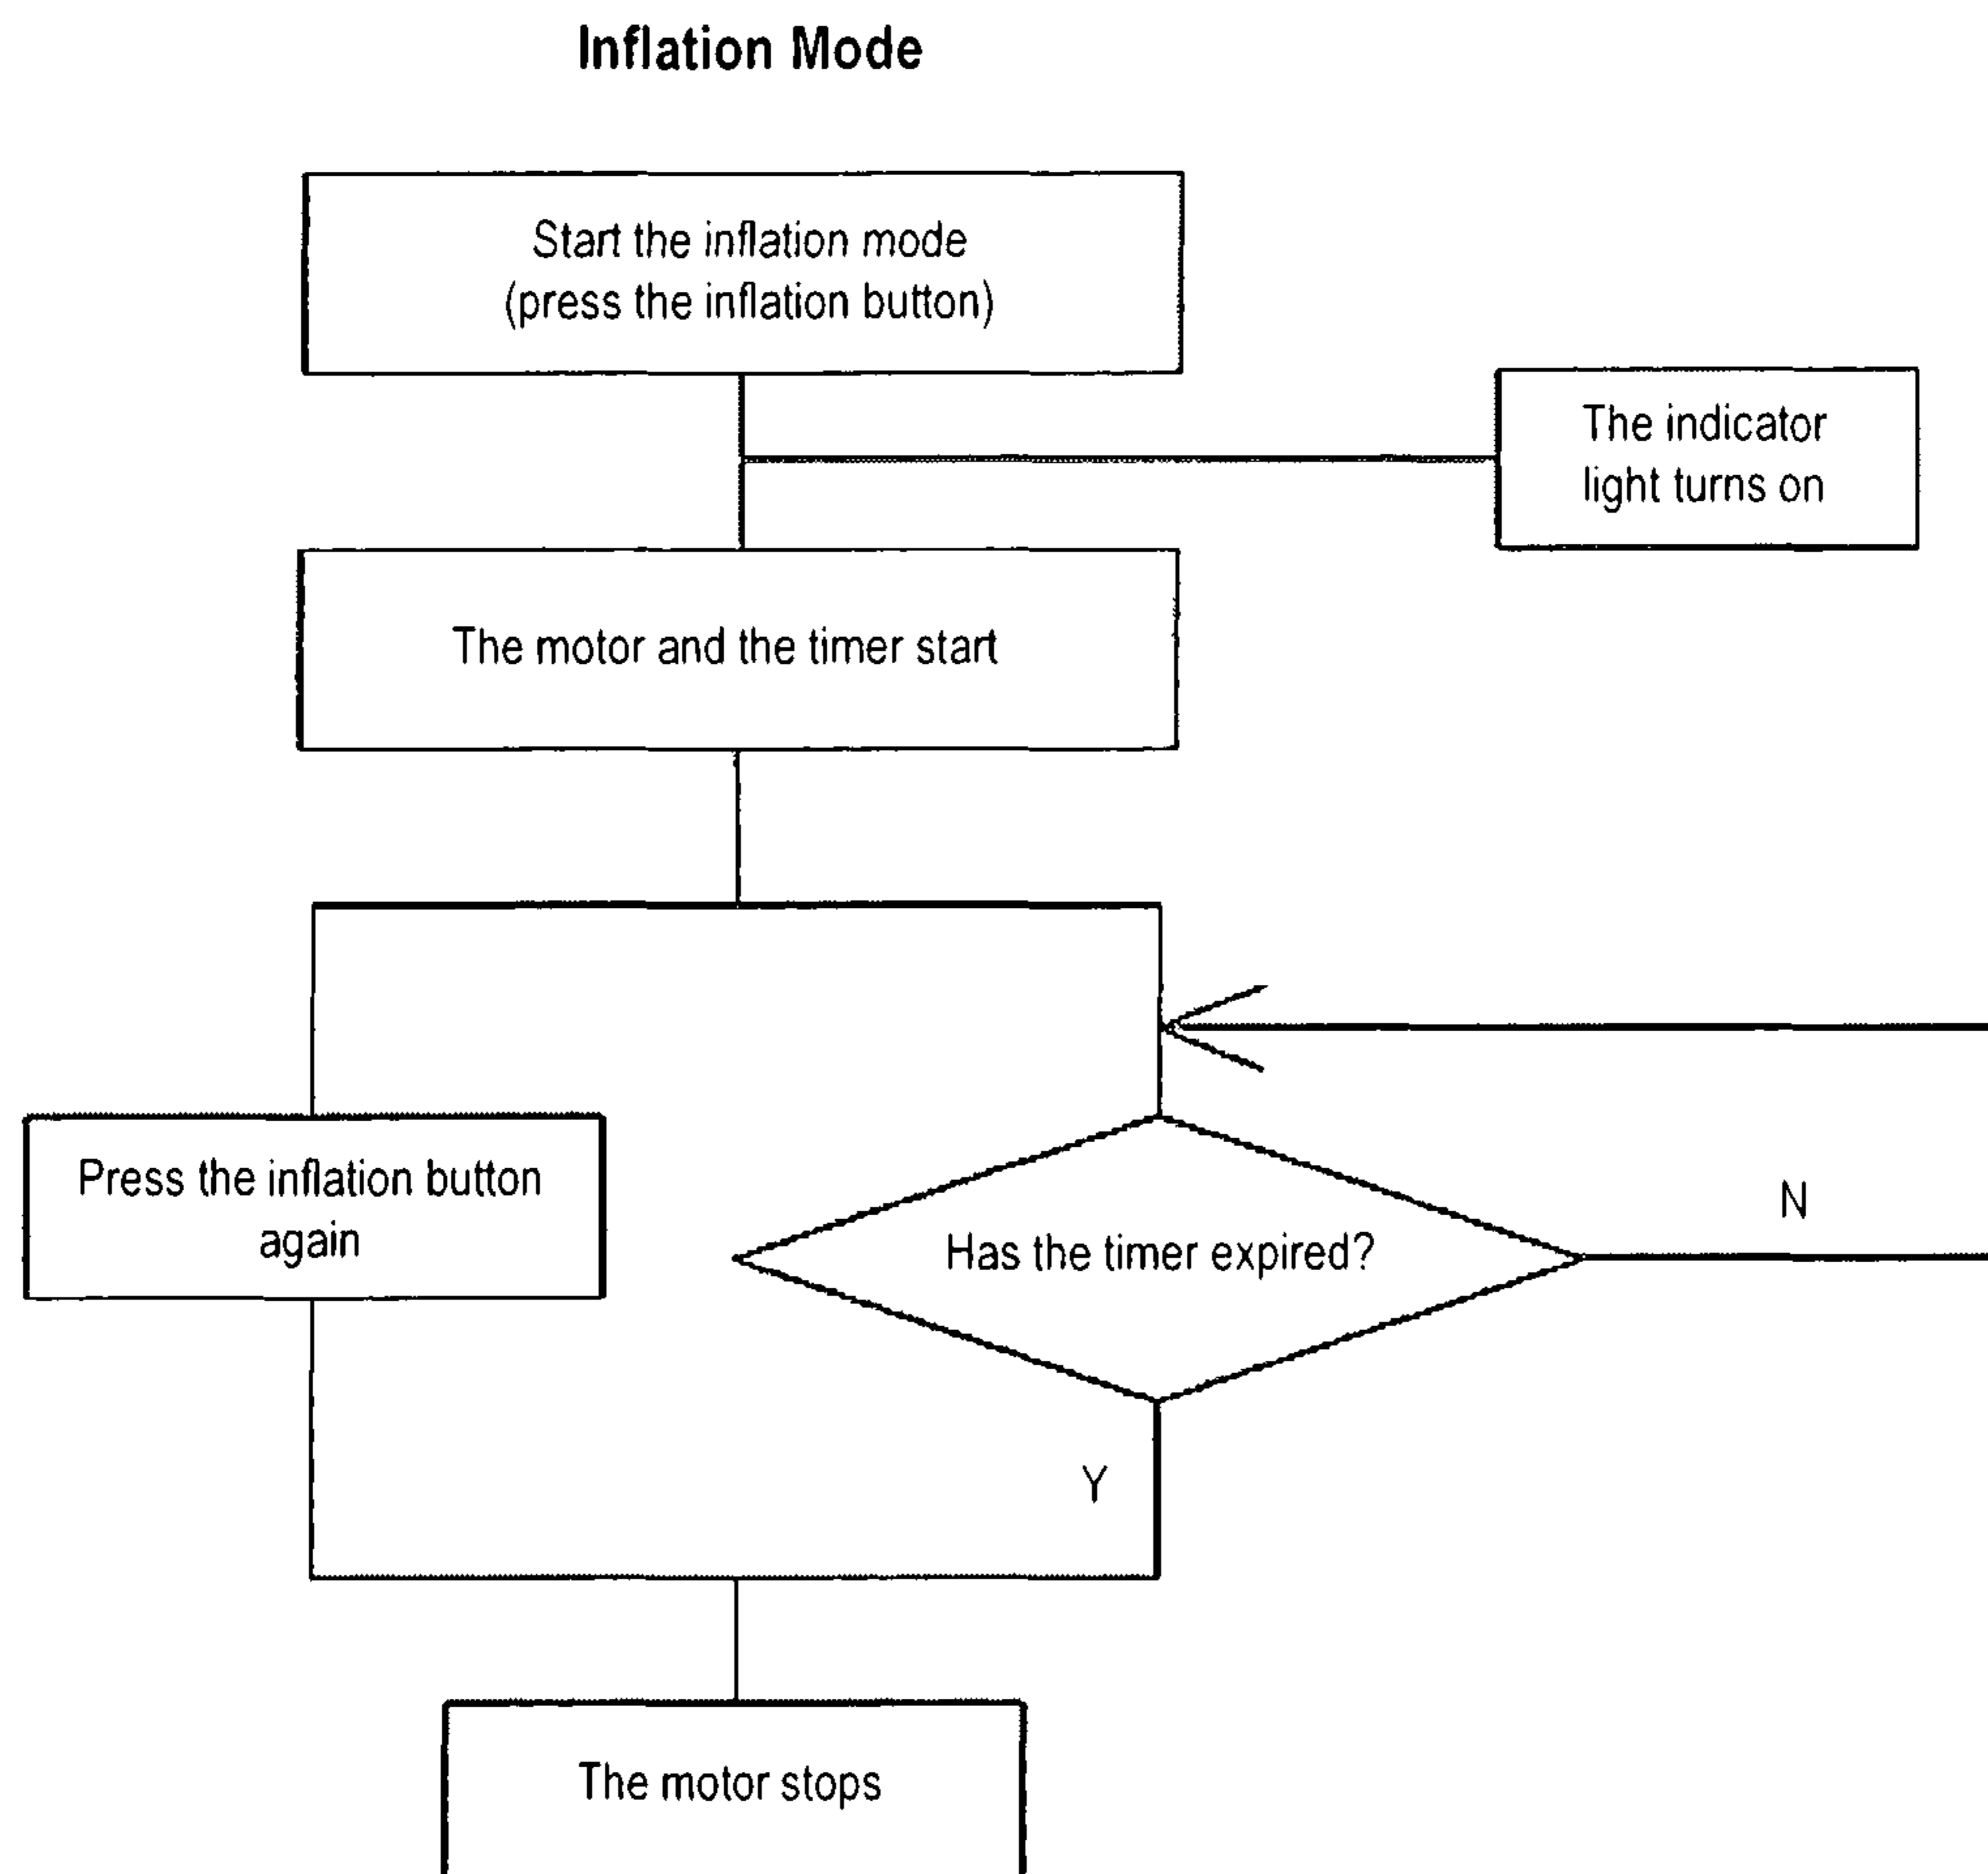 Inflation Mode
Start the inflation mode
(press the inflation button)
The indicator
light turns on
The motor and the timer start
Press the inflation button
again
Has the timer expired?
N
Y
The motor stops